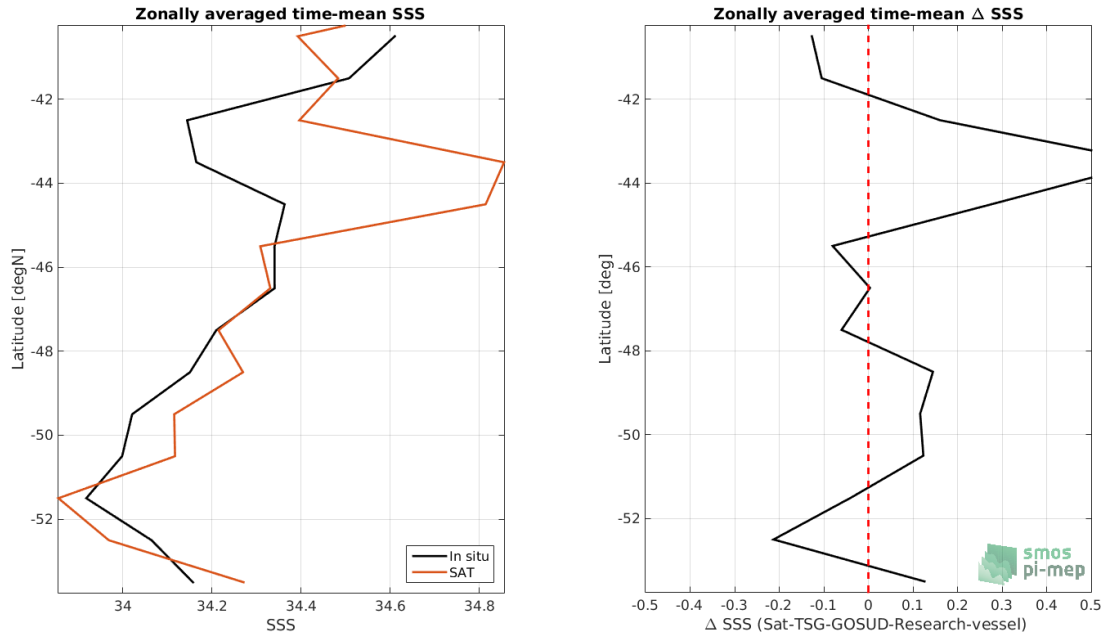 Zonally averaged time-mean SSS
-42
-44
-46
-48
-50
-52
Latitude [degN]
34
34.2
34.4
34.6
34.8
SSS
In situ
SAT
Zonally averaged time-mean Δ SSS
-42
-44
-46
-48
-50
-52
Latitude [deg]
-0.5
-0.4
-0.3
-0.2
-0.1
0
0.1
0.2
0.3
0.4
0.5
Δ SSS (Sat-TSG-GOSUD-Research-vessel)
smos
pi-mep